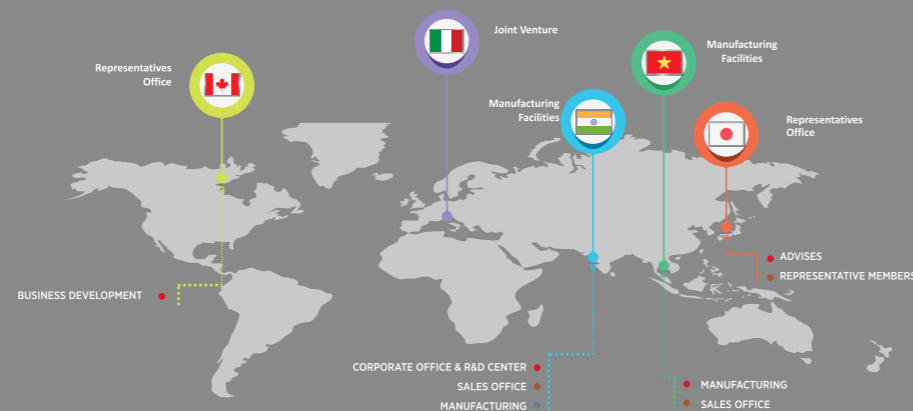 Joint Venture
Representatives
Office
Manufacturing
Facilities
Manufacturing
Facilities
Representatives
Office
BUSINESS DEVELOPMENT
ADVISES
REPRESENTATIVE MEMBERS
CORPORATE OFFICE & R&D CENTER
SALES OFFICE
MANUFACTURING
MANUFACTURING
SALES OFFICE